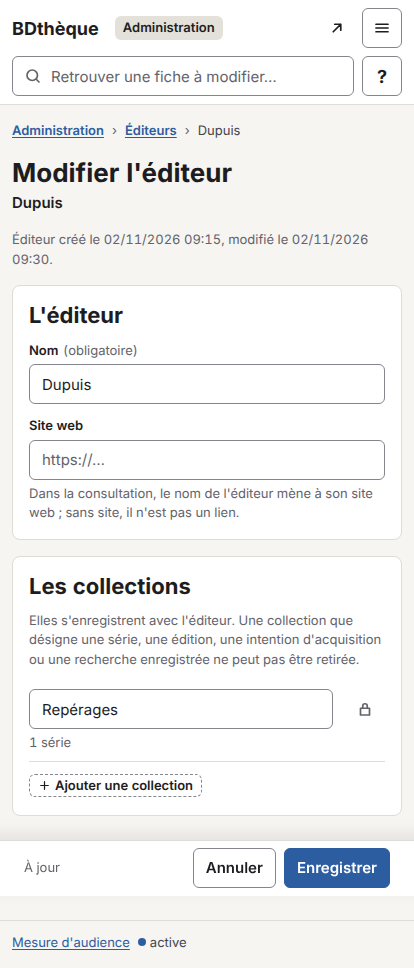 BDthèque Administration
Retrouver une fiche à modifier... ?
Administration › Éditeurs › Dupuis
Modifier l'éditeur
Dupuis
Éditeur créé le 02/11/2026 09:15, modifié le 02/11/2026
09:30.
L'éditeur
Nom (obligatoire)
Dupuis
Site web
https://...
Dans la consultation, le nom de l'éditeur mène à son site
web ; sans site, il n'est pas un lien.
Les collections
Elles s'enregistrent avec l'éditeur. Une collection que
désigne une série, une édition, une intention d'acquisition
ou une recherche enregistrée ne peut pas être retirée.
Repérages
1 série
+ Ajouter une collection
À jour Annuler Enregistrer
Mesure d'audience active